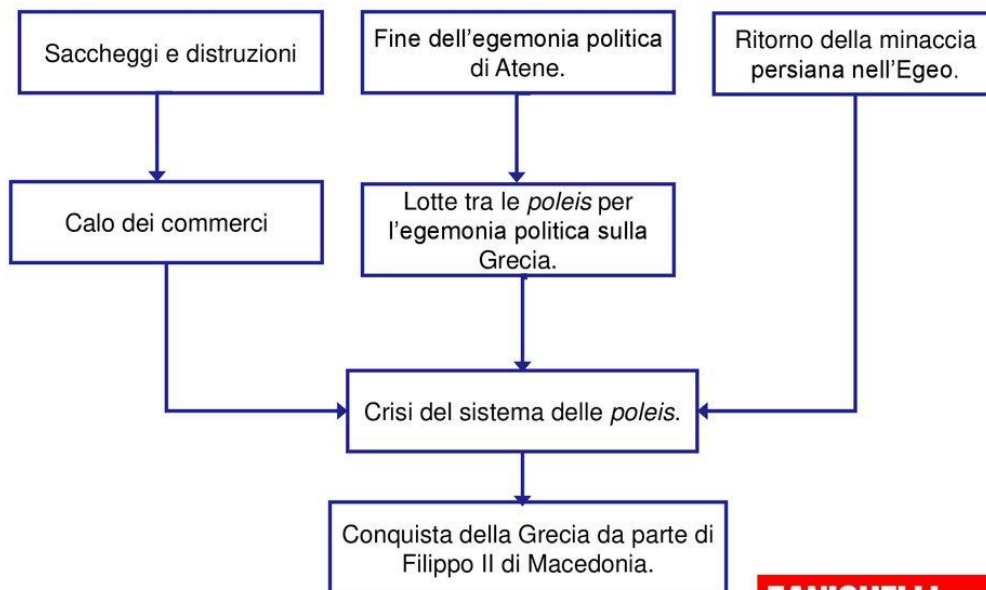 Saccheggi e distruzioni
Fine dell'egemonia politica
di Atene.
Ritorno della minaccia
persiana nell'Egeo.
Calo dei commerci
Lotte tra le poleis per
l'egemonia politica sulla
Grecia.
Crisi del sistema delle poleis.
Conquista della Grecia da parte di
Filippo II di Macedonia.
ZANICHELLI